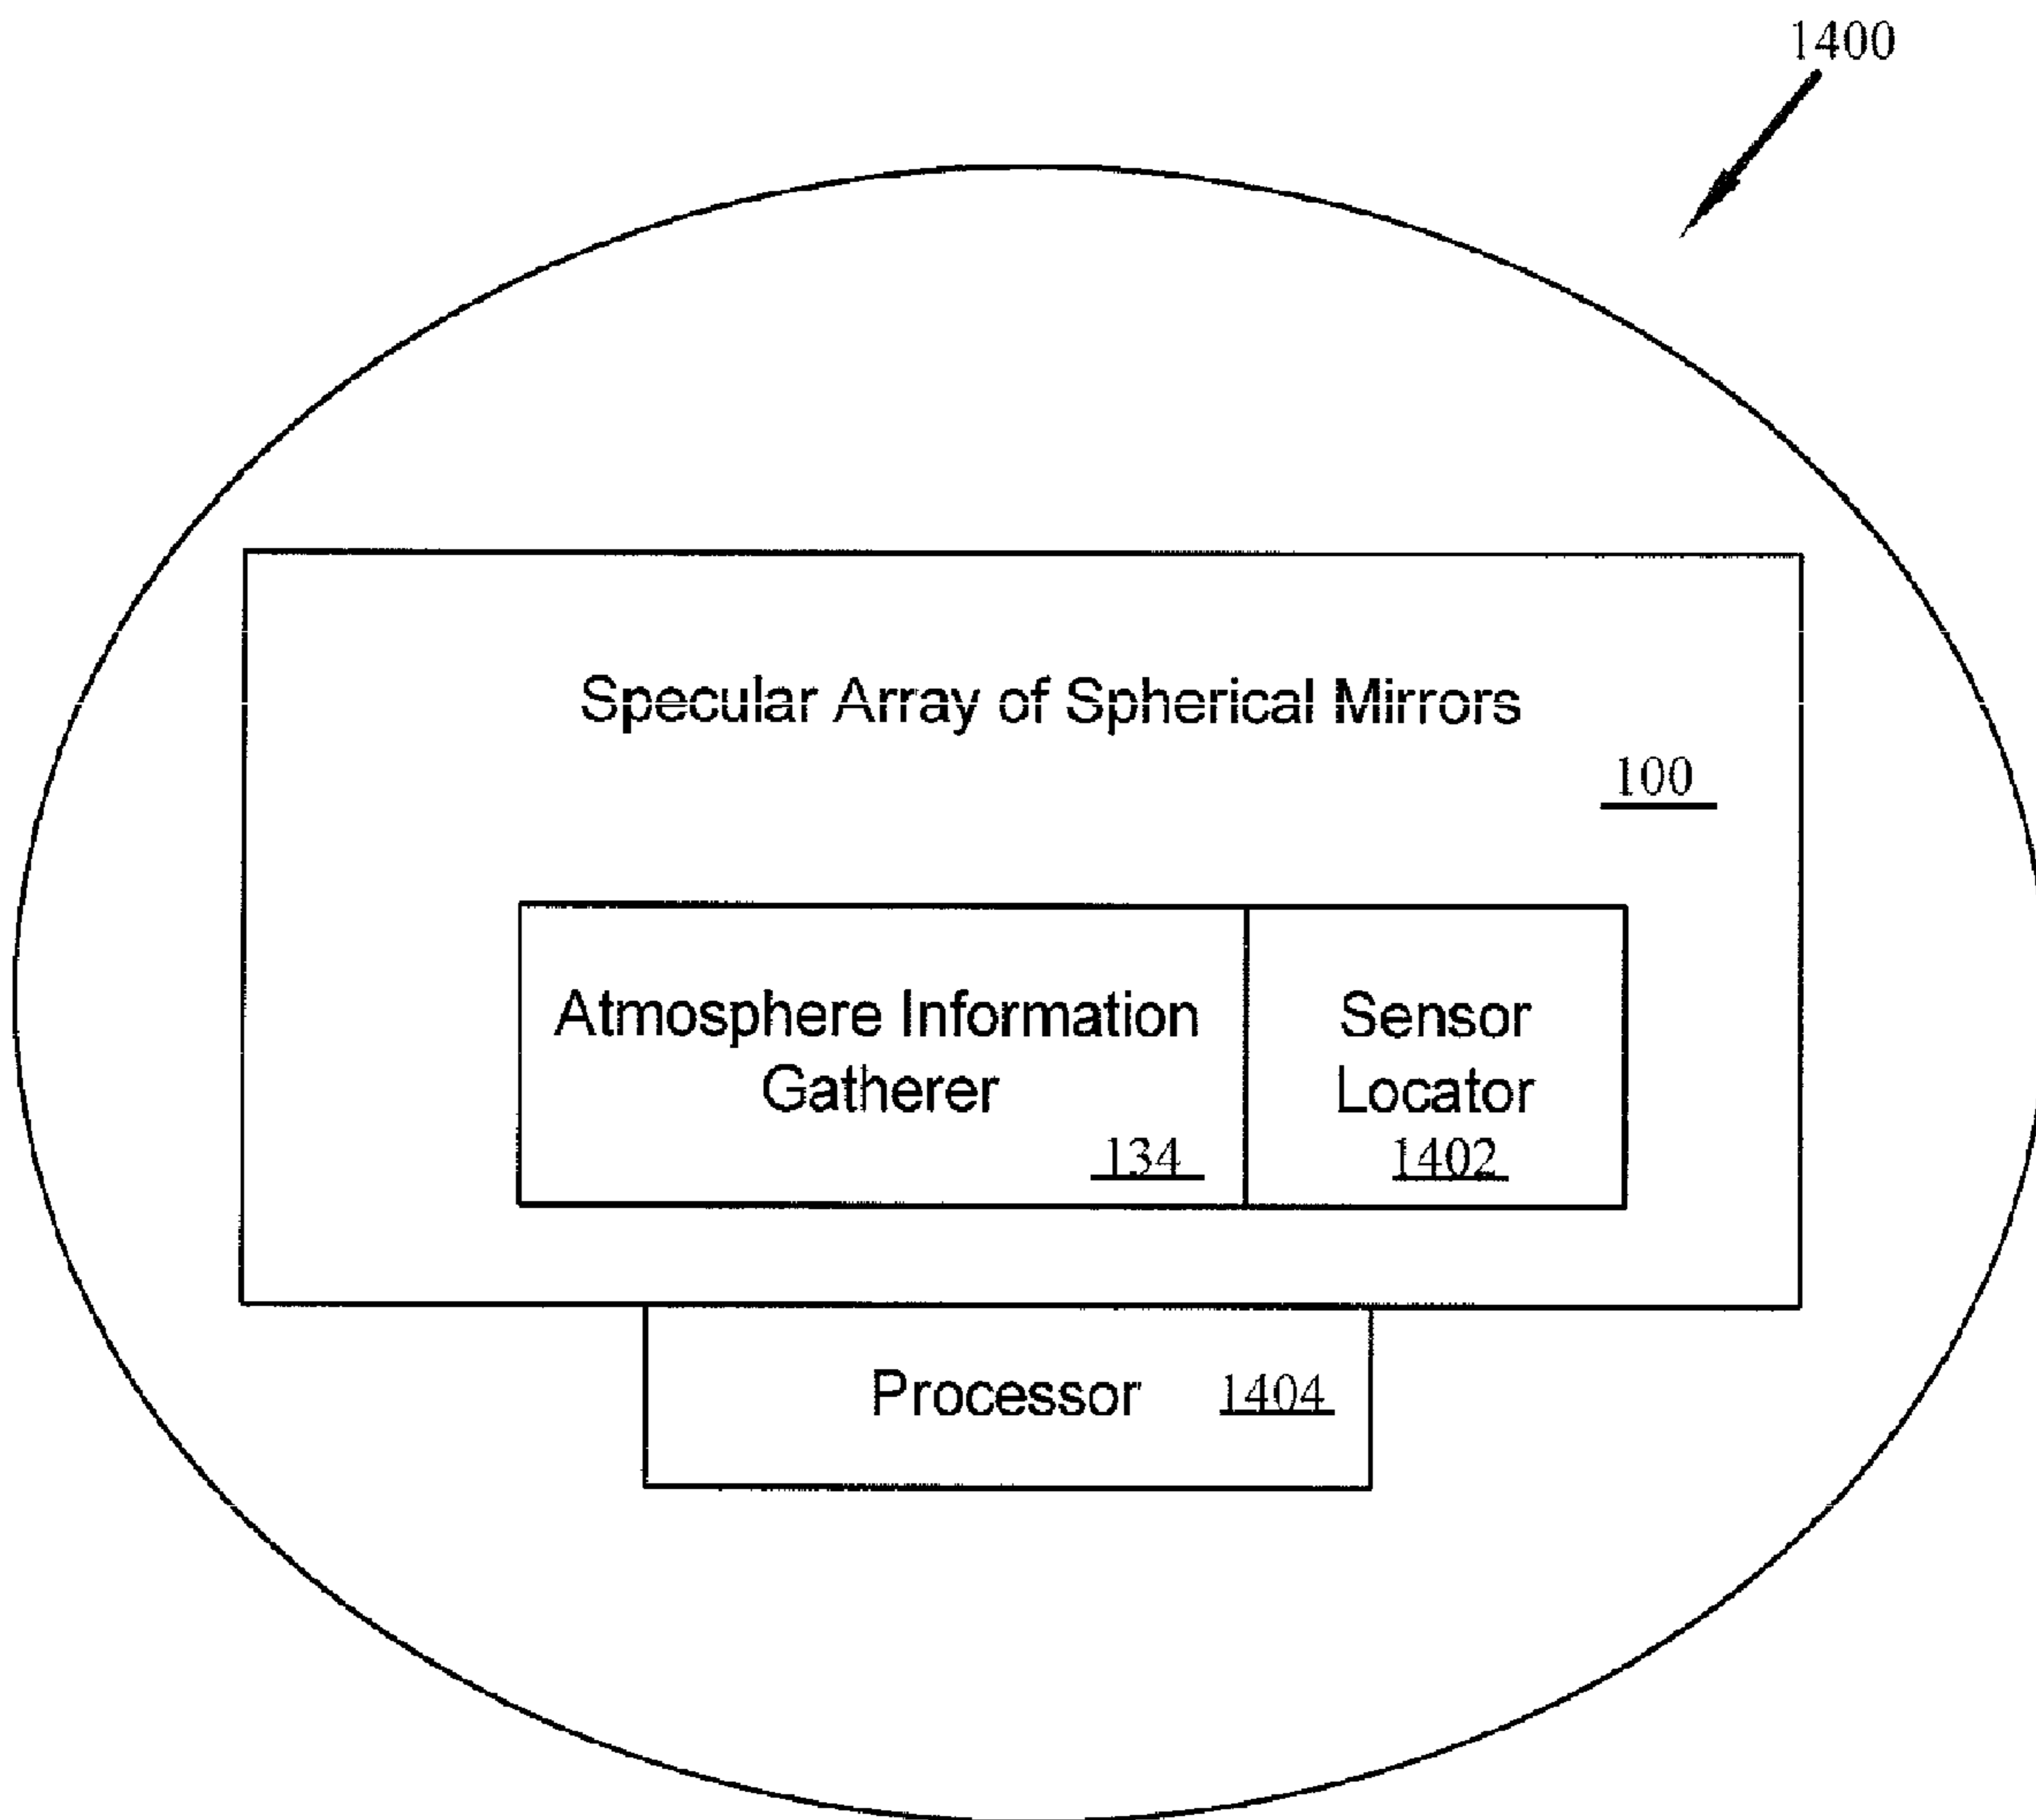 1400
Specular Array of Spherical Mirrors
100
Atmosphere Information
Gatherer
134
Sensor
Locator
1402
Processor 1404